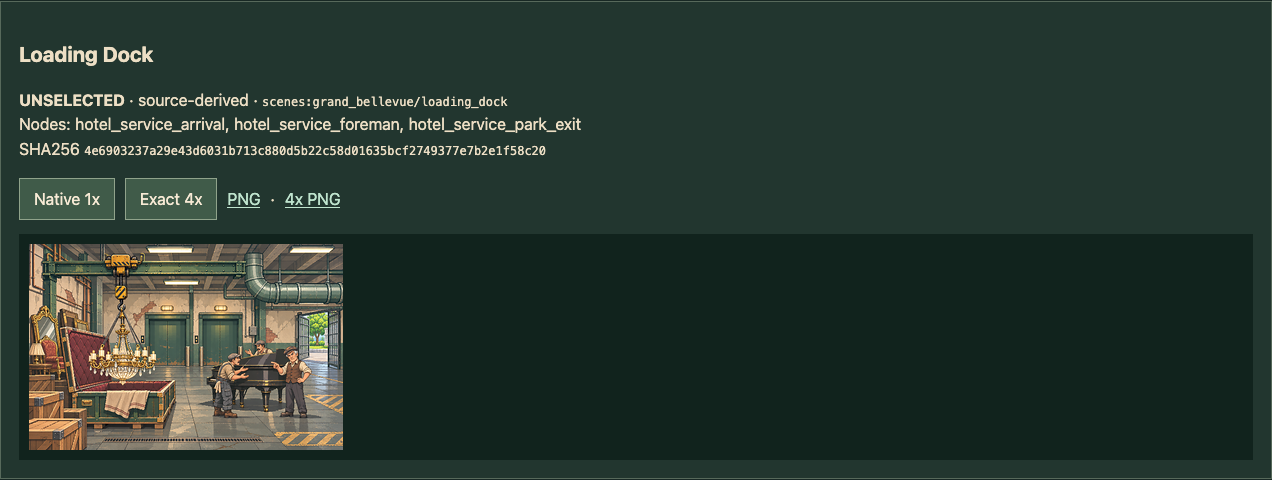 Loading Dock
UNSELECTED · source-derived · scenes:grand_bellevue/loading_dock
Nodes: hotel_service_arrival, hotel_service_foreman, hotel_service_park_exit
SHA256 4e6903237a29e43d6031b713c880d5b22c58d01635bcf2749377e7b2e1f58c20
Native 1x Exact 4x PNG · 4x PNG